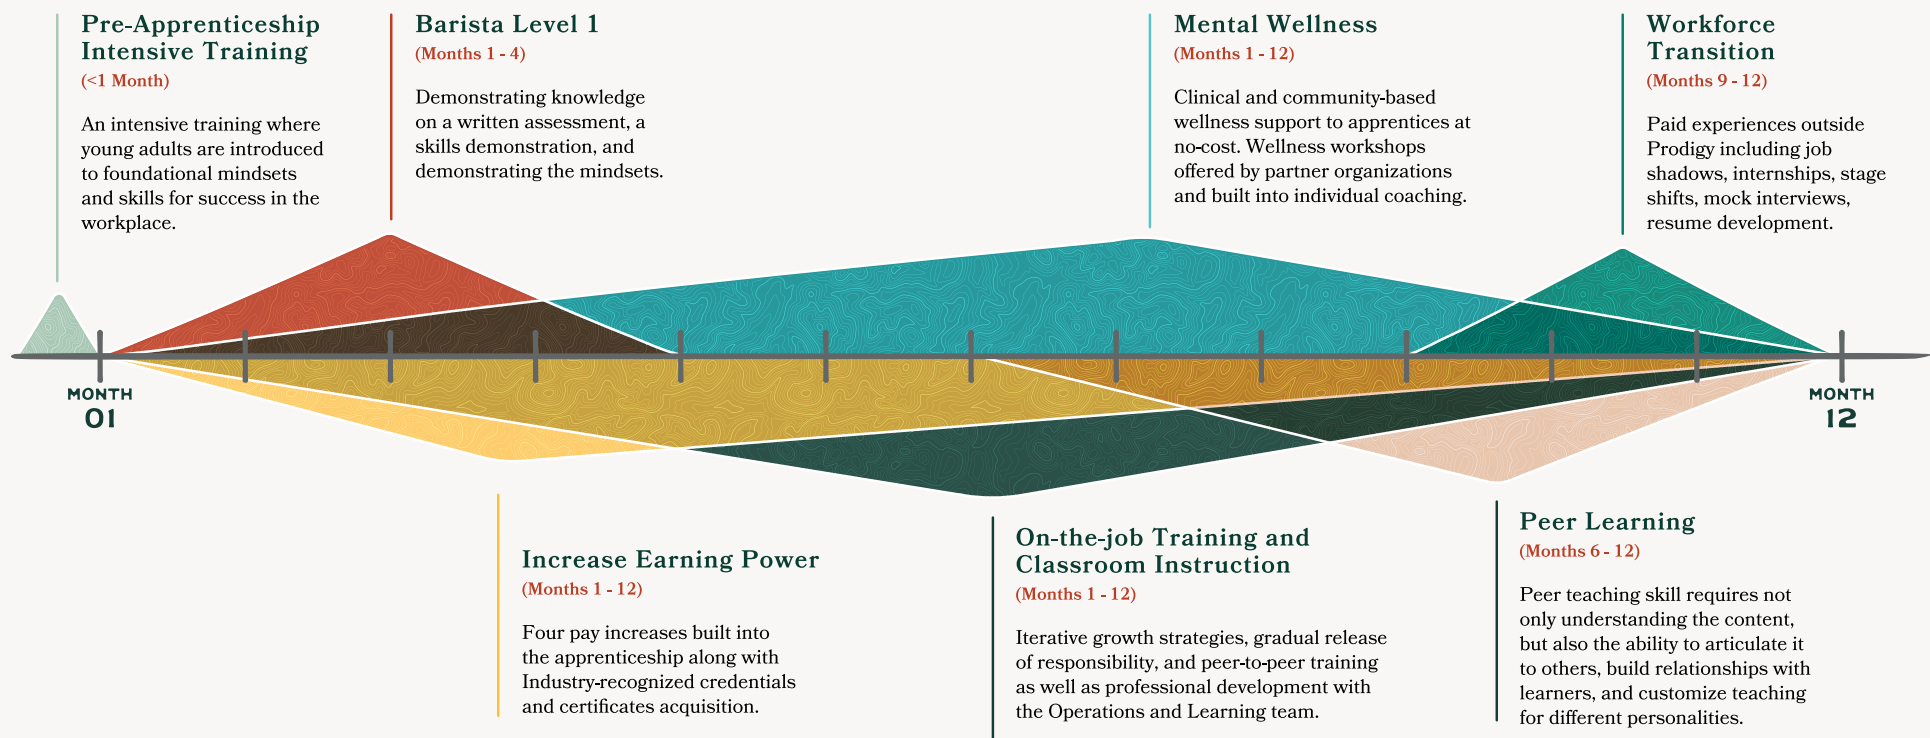 Pre-Apprenticeship
Intensive Training
(<1 Month)
An intensive training where
young adults are introduced
to foundational mindsets
and skills for success in the
workplace.
Barista Level 1
(Months 1 - 4)
Demonstrating knowledge
on a written assessment, a
skills demonstration, and
demonstrating the mindsets.
Mental Wellness
(Months 1 - 12)
Clinical and community-based
wellness support to apprentices at
no-cost. Wellness workshops
offered by partner organizations
and built into individual coaching.
Workforce
Transition
(Months 9 - 12)
Paid experiences outside
Prodigy including job
shadows, internships, stage
shifts, mock interviews,
resume development.
MONTH
01
MONTH
12
Increase Earning Power
(Months 1 - 12)
Four pay increases built into
the apprenticeship along with
Industry-recognized credentials
and certificates acquisition.
On-the-job Training and
Classroom Instruction
(Months 1 - 12)
Iterative growth strategies, gradual release
of responsibility, and peer-to-peer training
as well as professional development with
the Operations and Learning team.
Peer Learning
(Months 6 - 12)
Peer teaching skill requires not
only understanding the content,
but also the ability to articulate it
to others, build relationships with
learners, and customize teaching
for different personalities.